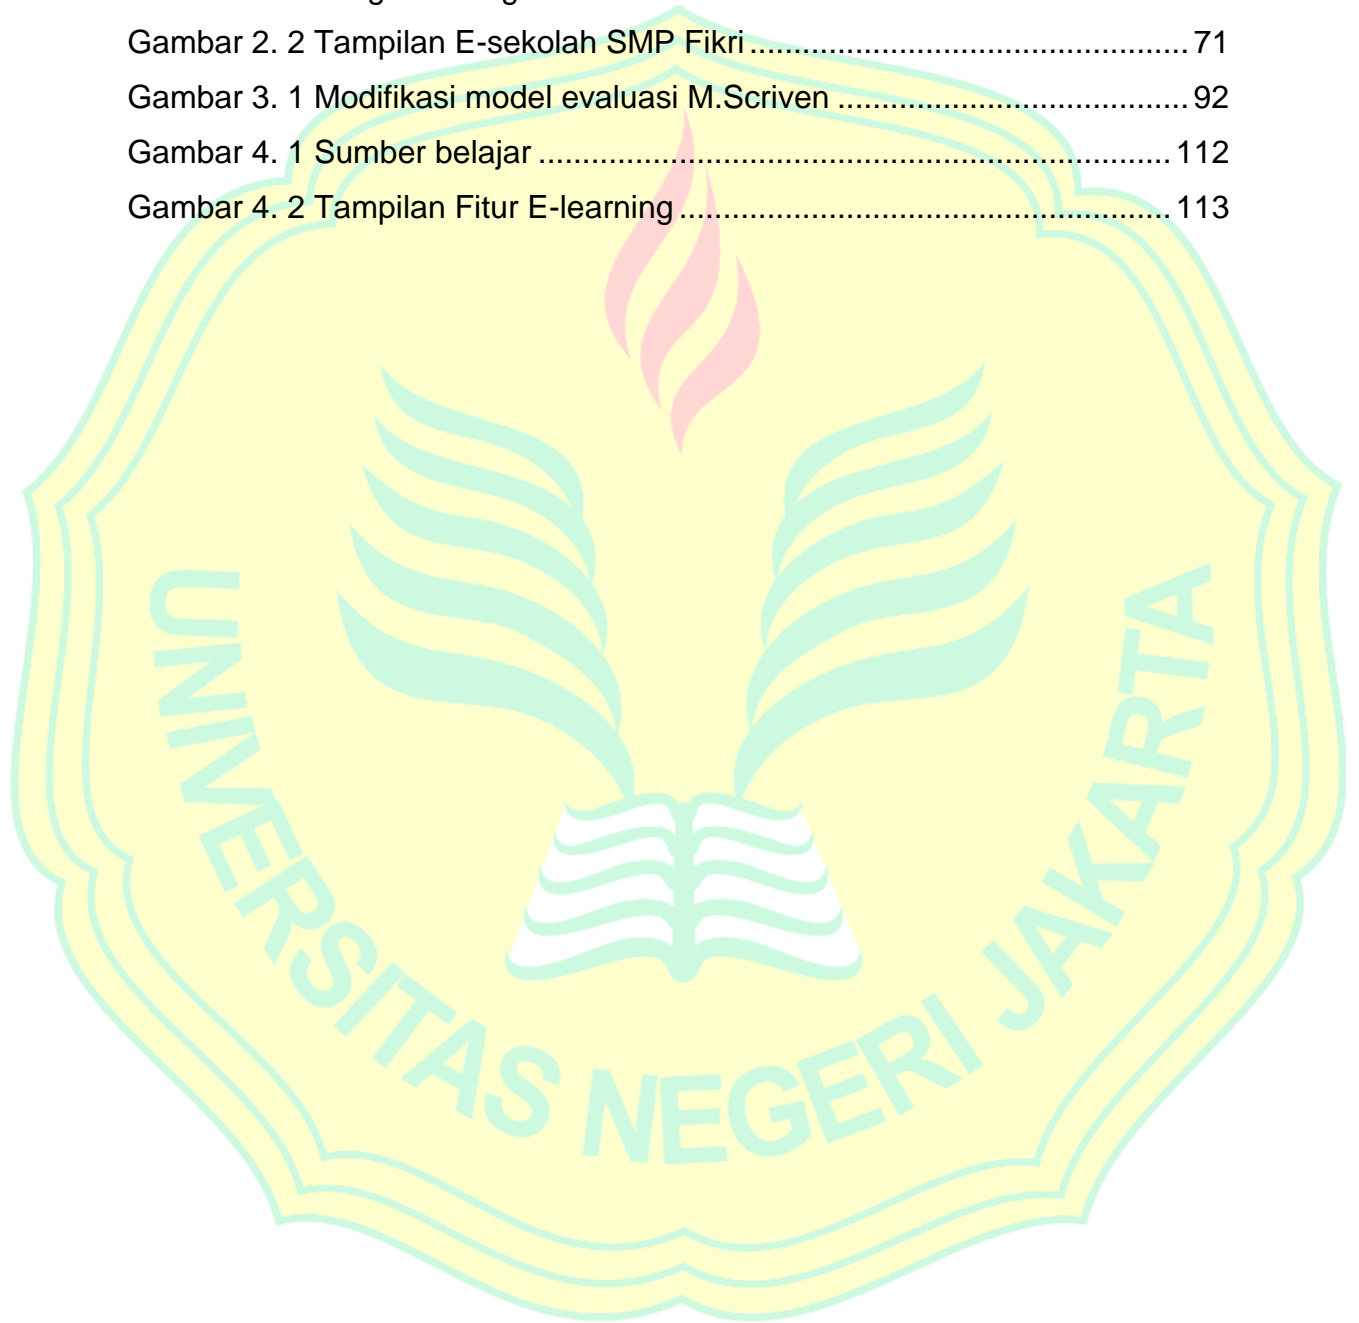 Gambar 2. 2 Tampilan E-sekolah SMP Fikri .................................................. 71
Gambar 3. 1 Modifikasi model evaluasi M.Scriven ........................................ 92
Gambar 4. 1 Sumber belajar ........................................................................ 112
Gambar 4. 2 Tampilan Fitur E-learning ........................................................ 113
UNIVERSITAS NEGERI JAKARTA